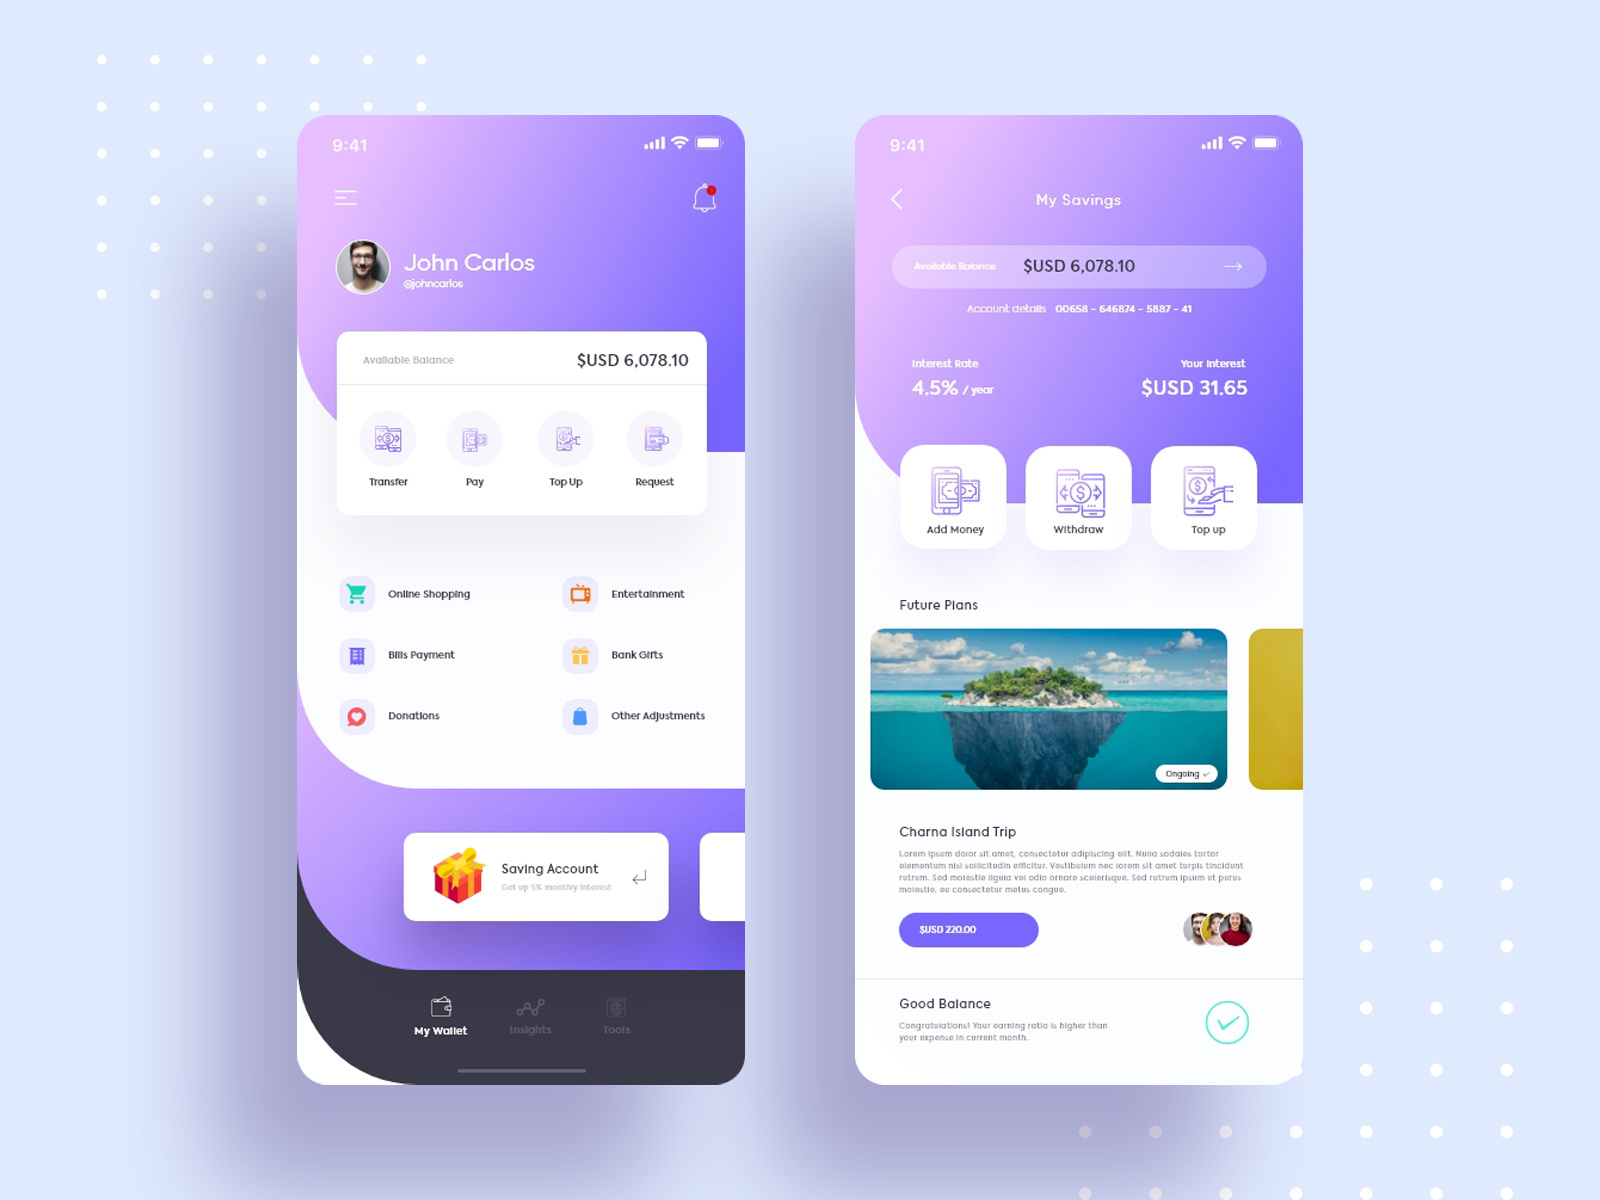 9:41
John Carlos
@johncarlos
Available Balance
$USD 6,078.10
Transfer
Pay
Top Up
Request
Online Shopping
Entertainment
Bills Payment
Bank Gifts
Donations
Other Adjustments
Saving Account
Get up 5% monthly interest
My Wallet
Insights
Tools
9:41
My Savings
Available Balance
$USD 6,078.10
Account details 00658 - 646874 - 5887 - 41
Interest Rate
4.5% / year
Your Interest
$USD 31.65
Add Money
Withdraw
Top up
Future Plans
Ongoing
Charna Island Trip
Lorem ipsum dolor sit amet, consectetur adipiscing elit. Nulla sodales tortor
elementum nisi sollicitudin efficitur. Vestibulum nec lorem sit amet turpis tincidunt
rutrum. Sed molestie ligula vel odio ornare scelerisque. Sed rutrum ipsum ut purus
molestie, eu consectetur metus congue.
$USD 220.00
Good Balance
Congratulations! Your earning ratio is higher than
your expense in current month.